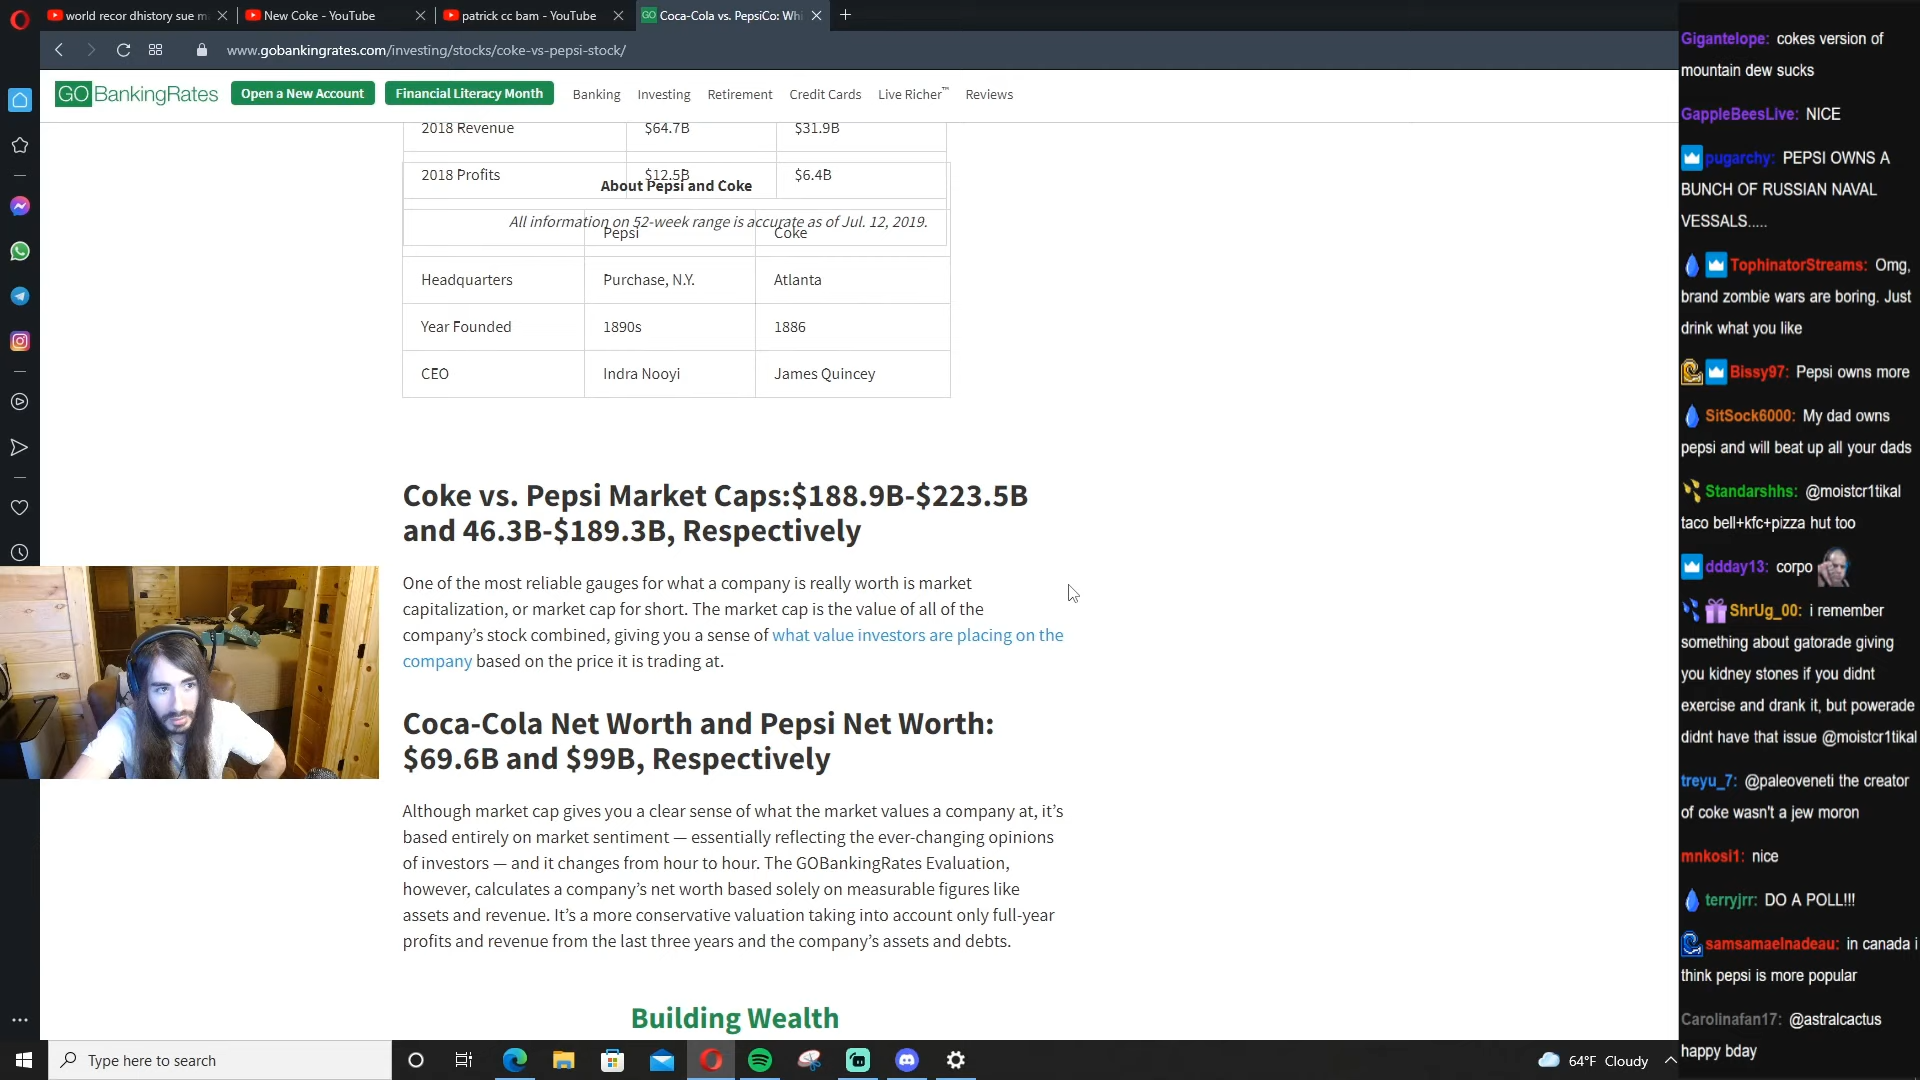 world recor dhistory sue m
New Coke - YouTube
patrick cc bam - YouTube
GO
Coca-Cola vs. PepsiCo: Whi
www.gobankingrates.com/investing/stocks/coke-vs-pepsi-stock/
GOBankingRates
Open a New Account
Financial Literacy Month
Banking
Investing
Retirement
Credit Cards
Live Richer™
Reviews
2018 Revenue $64.7B $31.9B
2018 Profits $12.5B $6.4B
About Pepsi and Coke
All information on 52-week range is accurate as of Jul. 12, 2019.
Pepsi Coke
Headquarters Purchase, N.Y. Atlanta
Year Founded 1890s 1886
CEO Indra Nooyi James Quincey
Coke vs. Pepsi Market Caps:$188.9B-$223.5B
and 46.3B-$189.3B, Respectively
One of the most reliable gauges for what a company is really worth is market
capitalization, or market cap for short. The market cap is the value of all of the
company’s stock combined, giving you a sense of what value investors are placing on the
company based on the price it is trading at.
Coca-Cola Net Worth and Pepsi Net Worth:
$69.6B and $99B, Respectively
Although market cap gives you a clear sense of what the market values a company at, it’s
based entirely on market sentiment — essentially reflecting the ever-changing opinions
of investors — and it changes from hour to hour. The GOBankingRates Evaluation,
however, calculates a company’s net worth based solely on measurable figures like
assets and revenue. It’s a more conservative valuation taking into account only full-year
profits and revenue from the last three years and the company’s assets and debts.
Building Wealth
Gigantelope: cokes version of
mountain dew sucks
GappleBeesLive: NICE
pugarchy: PEPSI OWNS A
BUNCH OF RUSSIAN NAVAL
VESSALS.....
TophinatorStreams: Omg,
brand zombie wars are boring. Just
drink what you like
Bissy97: Pepsi owns more
SitSock6000: My dad owns
pepsi and will beat up all your dads
Standarshhs: @moistcr1tikal
taco bell+kfc+pizza hut too
ddday13: corpo
ShrUg_00: i remember
something about gatorade giving
you kidney stones if you didnt
exercise and drank it, but powerade
didnt have that issue @moistcr1tikal
treyu_7: @paleoveneti the creator
of coke wasn't a jew moron
mnkosi1: nice
terryjrr: DO A POLL!!!
samsamaelnadeau: in canada i
think pepsi is more popular
Carolinafan17: @astralcactus
happy bday
Type here to search
64°F Cloudy